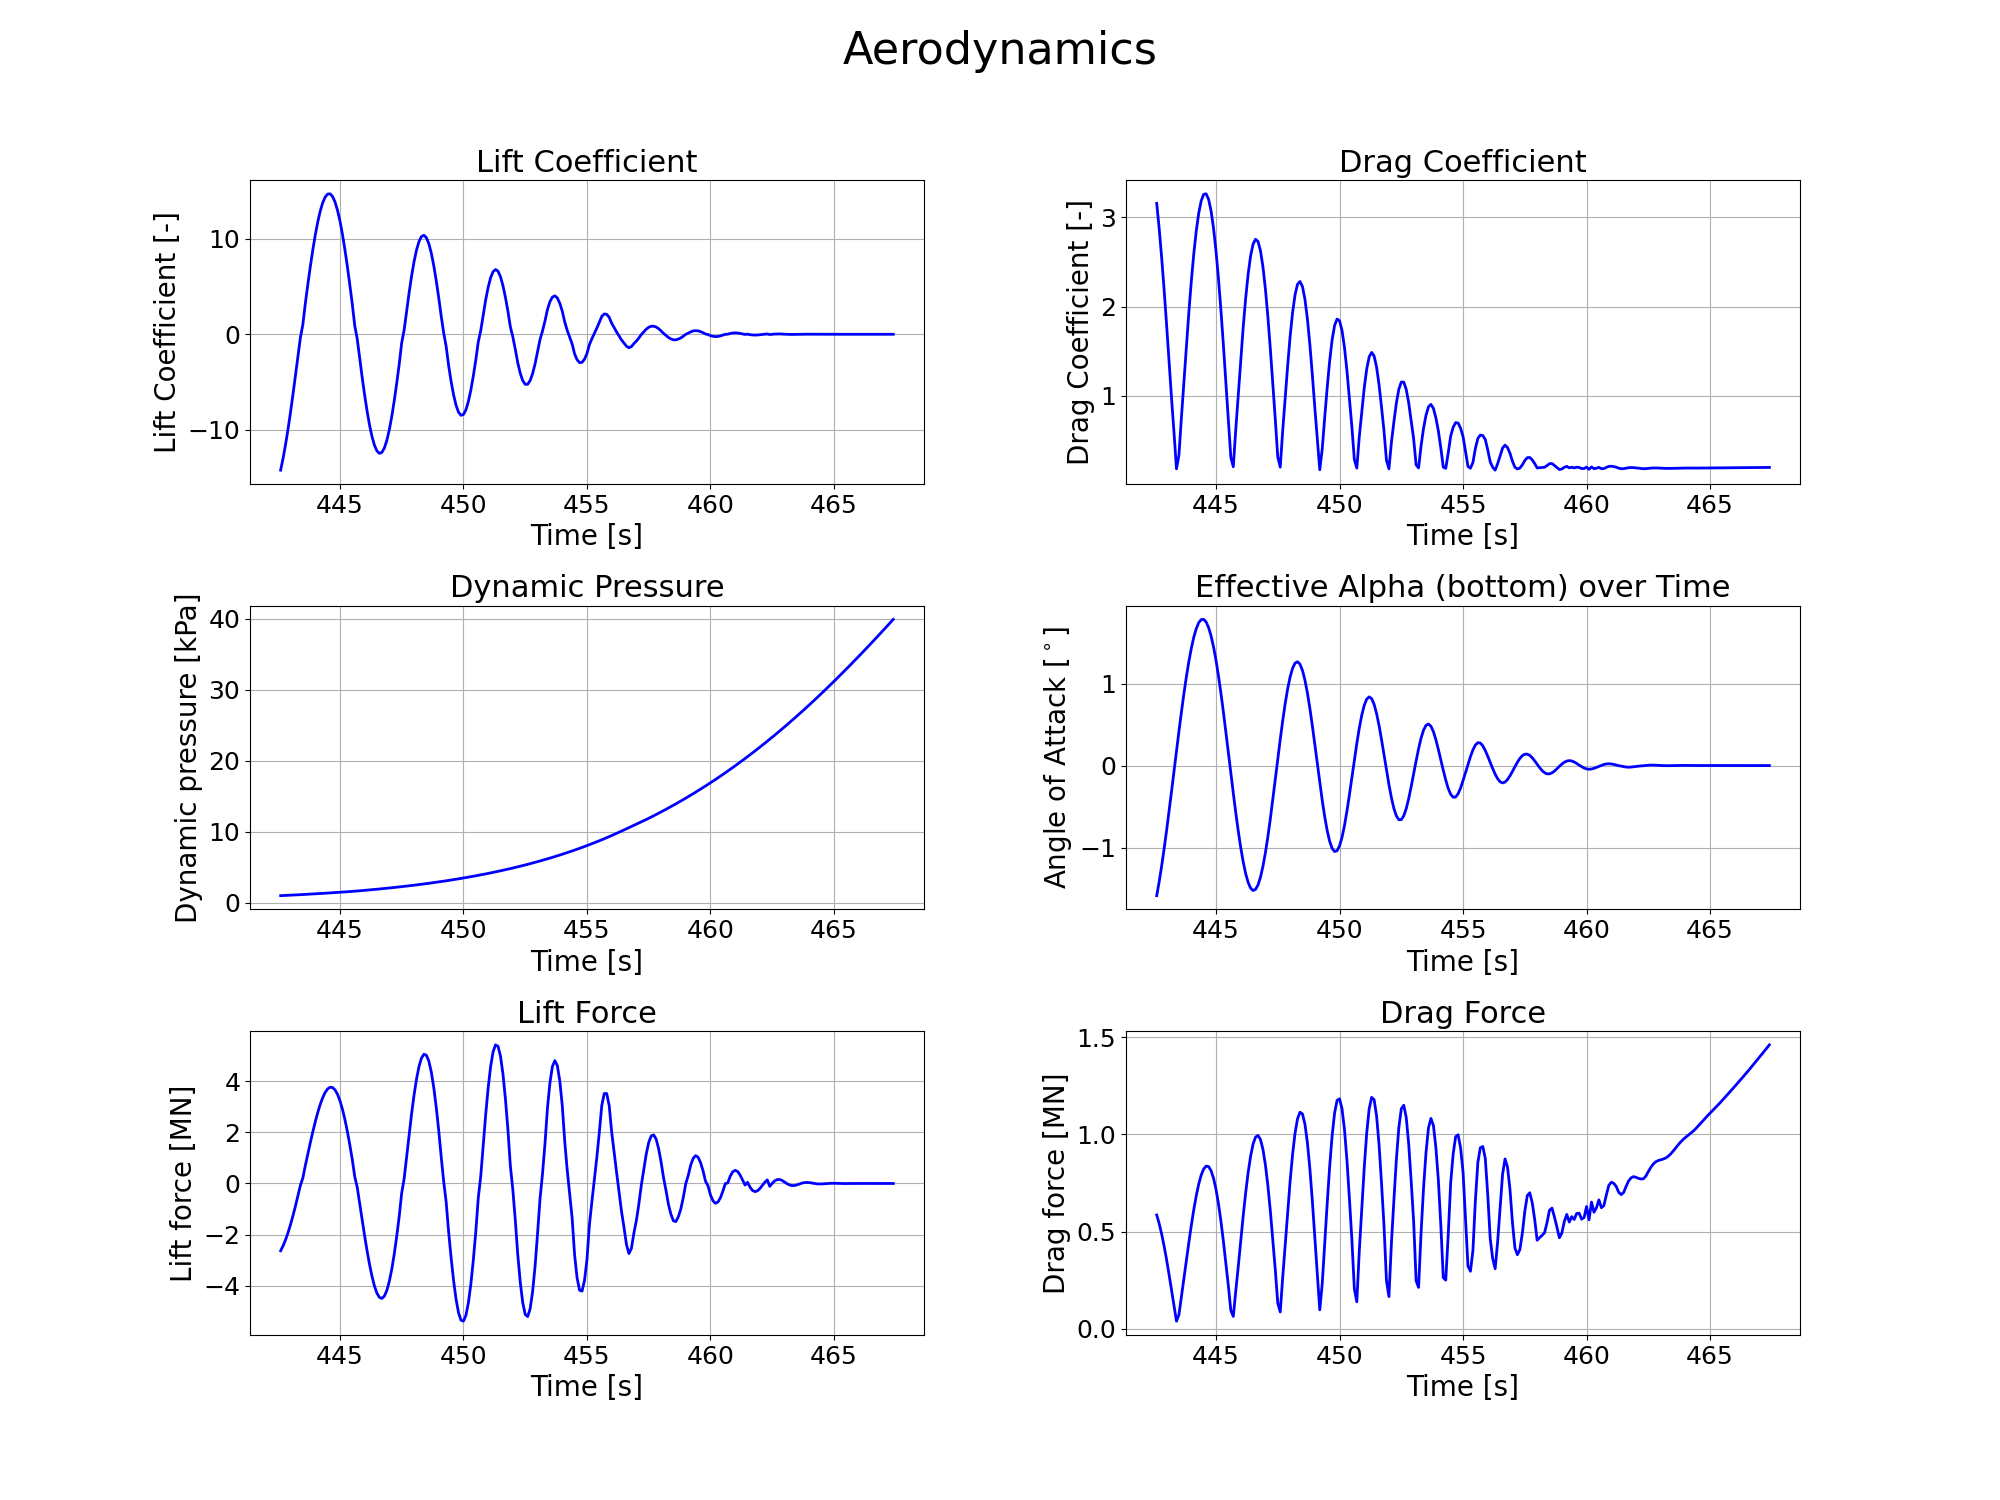 Aerodynamics
Lift Coefficient
Lift Coefficient [-]
10
0
−10
445 450 455 460 465
Time [s]
Drag Coefficient
Drag Coefficient [-]
3
2
1
445 450 455 460 465
Time [s]
Dynamic Pressure
Dynamic pressure [kPa]
40
30
20
10
0
445 450 455 460 465
Time [s]
Effective Alpha (bottom) over Time
Angle of Attack [°]
1
0
−1
445 450 455 460 465
Time [s]
Lift Force
Lift force [MN]
4
2
0
−2
−4
445 450 455 460 465
Time [s]
Drag Force
Drag force [MN]
1.5
1.0
0.5
0.0
445 450 455 460 465
Time [s]